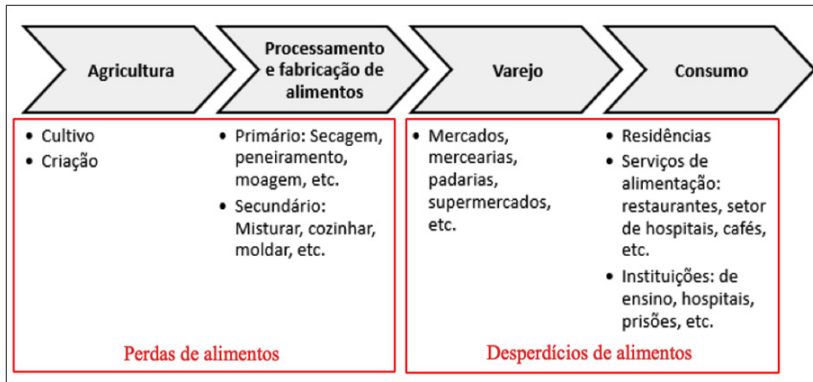 Agricultura
Processamento
e fabricação de
alimentos
Varejo
Consumo
• Cultivo
• Criação
• Primário: Secagem,
peneiramento,
moagem, etc.
• Secundário:
Misturar, cozinhar,
moldar, etc.
• Mercados,
mercearias,
padarias,
supermercados,
etc.
• Residências
• Serviços de
alimentação:
restaurantes, setor
de hospitais, cafés,
etc.
• Instituições: de
ensino, hospitais,
prisões, etc.
Perdas de alimentos
Desperdícios de alimentos